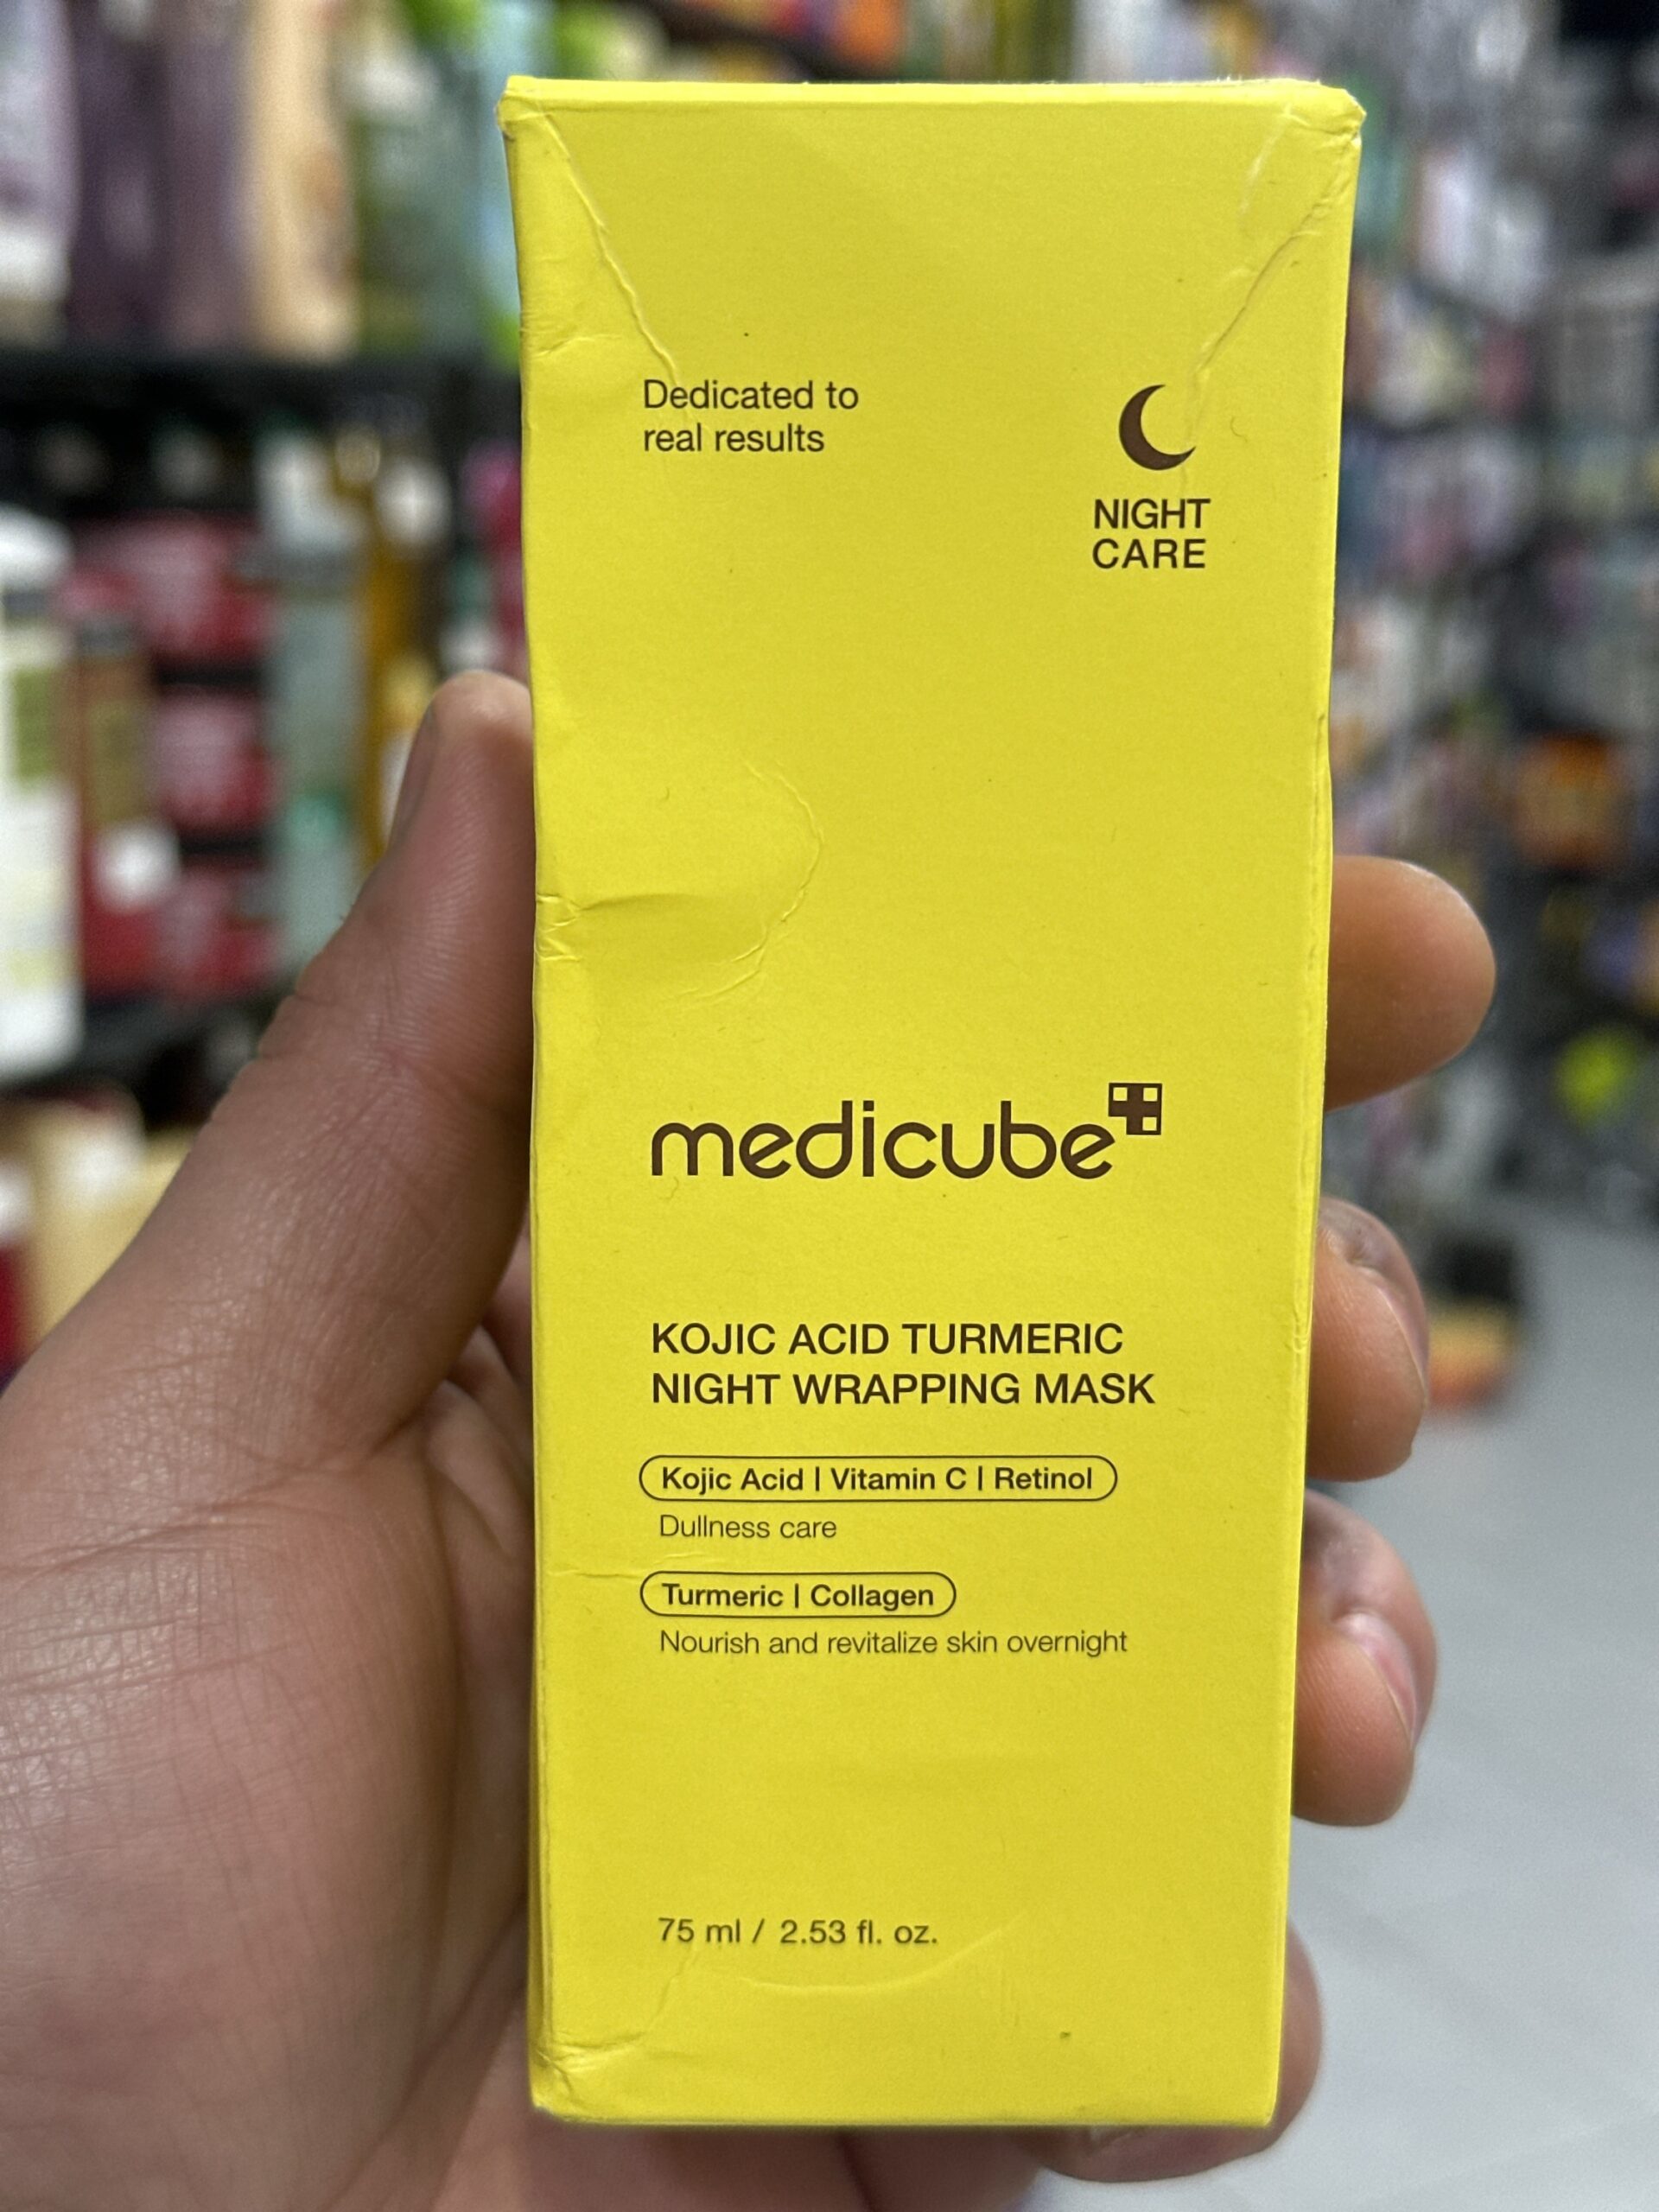 Dedicated to
real results
NIGHT
CARE
medicube
KOJIC ACID TURMERIC
NIGHT WRAPPING MASK
Kojic Acid | Vitamin C | Retinol
Dullness care
Turmeric | Collagen
Nourish and revitalize skin overnight
75 ml / 2.53 fl. oz.